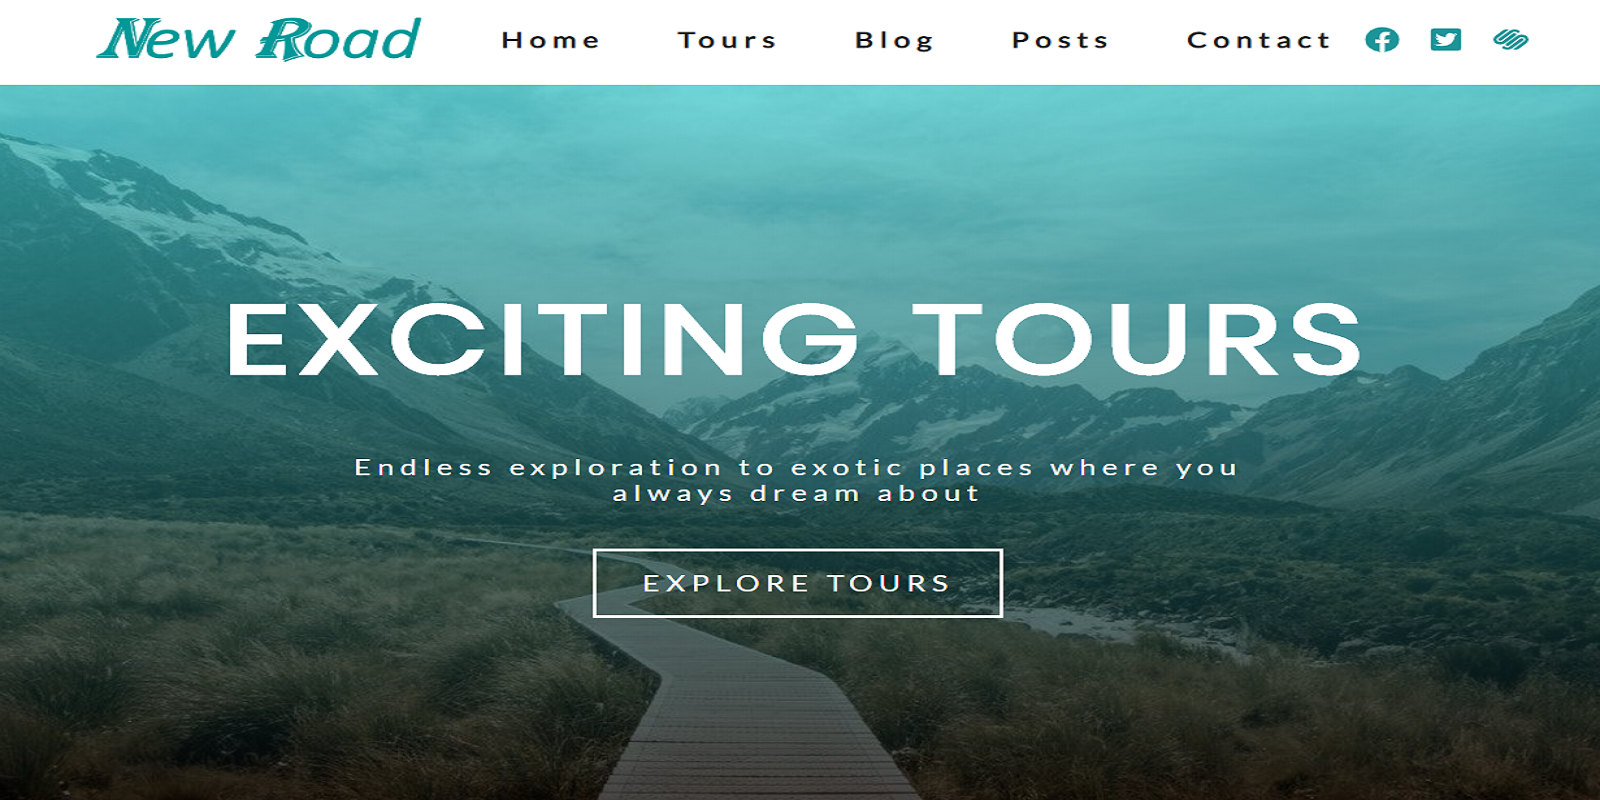 New Road Home Tours Blog Posts Contact
EXCITING TOURS
Endless exploration to exotic places where you
always dream about
EXPLORE TOURS